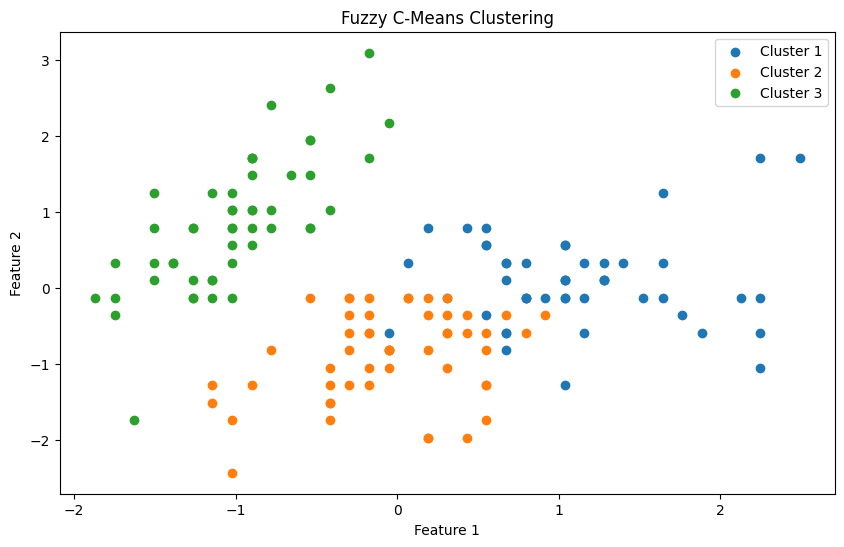 Fuzzy C-Means Clustering
Cluster 1
Cluster 2
Cluster 3
3
2
1
0
−1
−2
Feature 2
−2
−1
0
1
2
Feature 1